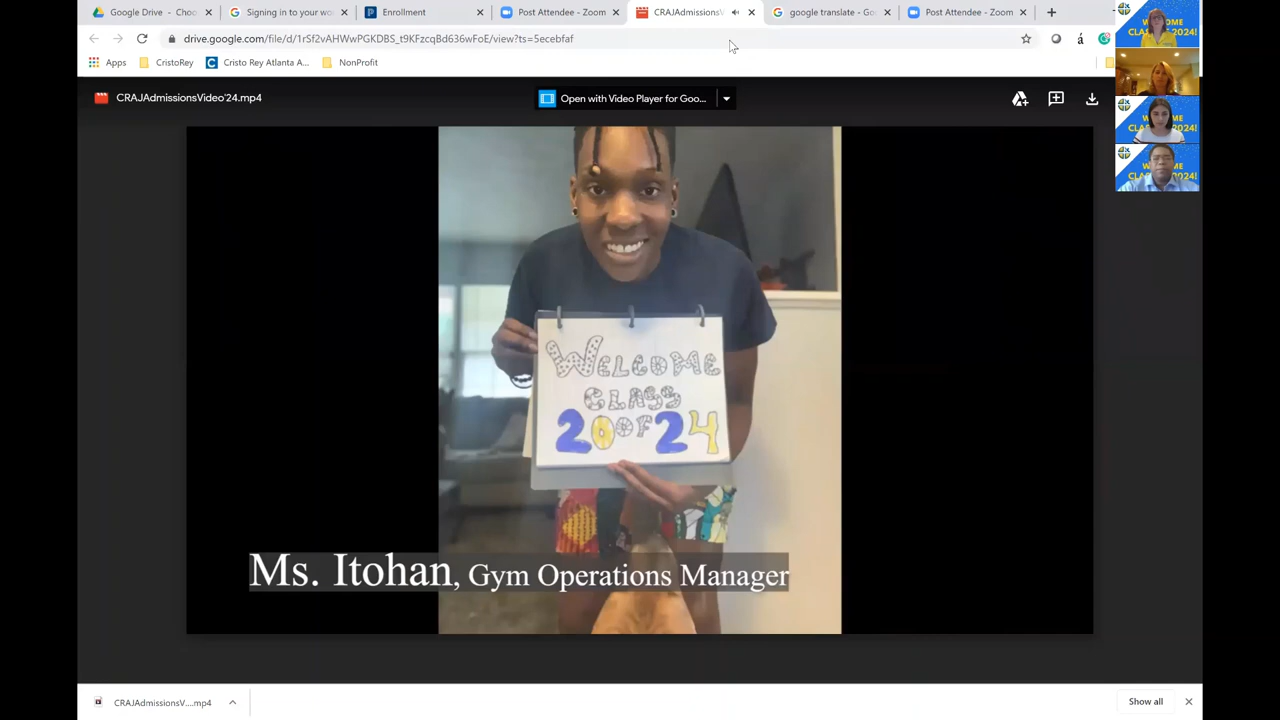 Google Drive - Choo
Signing in to your wo
Enrollment
Post Attendee - Zoom
CRAJAdmissionsV
google translate - Go
Post Attendee - Zoom
drive.google.com/file/d/1rSf2vAHWwPGKDBS_t9KFzcqBd636wFoE/view?ts=5ecebfaf
Apps
CristoRey
Cristo Rey Atlanta A...
NonProfit
CRAJAdmissionsVideo'24.mp4
Open with Video Player for Goo...
WELCOME
CLASS
20 OF 24
Ms. Itohan, Gym Operations Manager
CRAJAdmissionsV....mp4
Show all